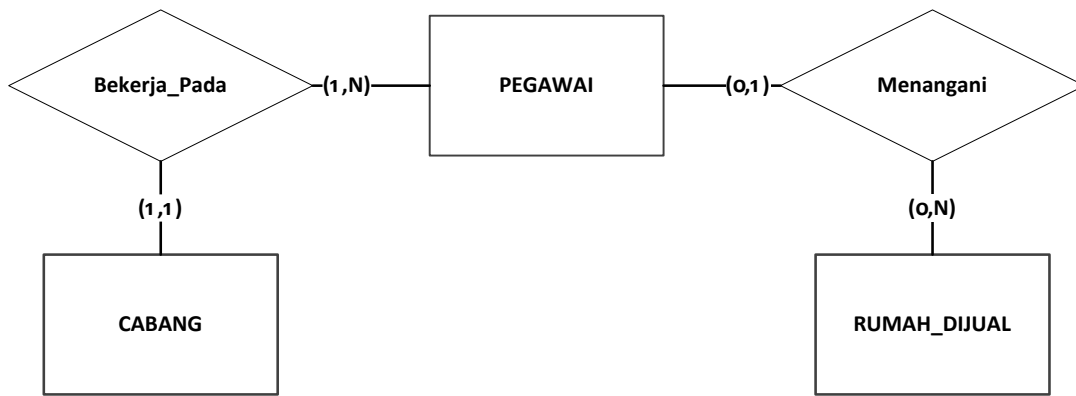 Bekerja_Pada
(1,N)
PEGAWAI
(0,1)
Menangani
(1,1)
(0,N)
CABANG
RUMAH_DIJUAL